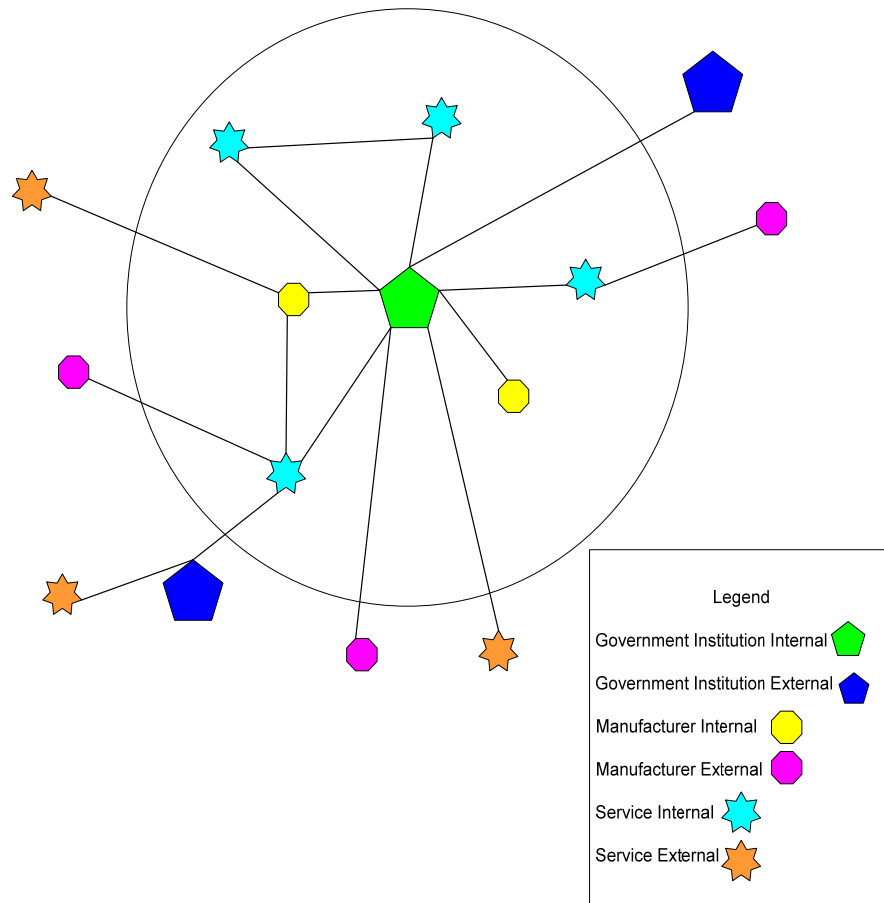 Legend
Government Institution Internal
Government Institution External
Manufacturer Internal
Manufacturer External
Service Internal
Service External